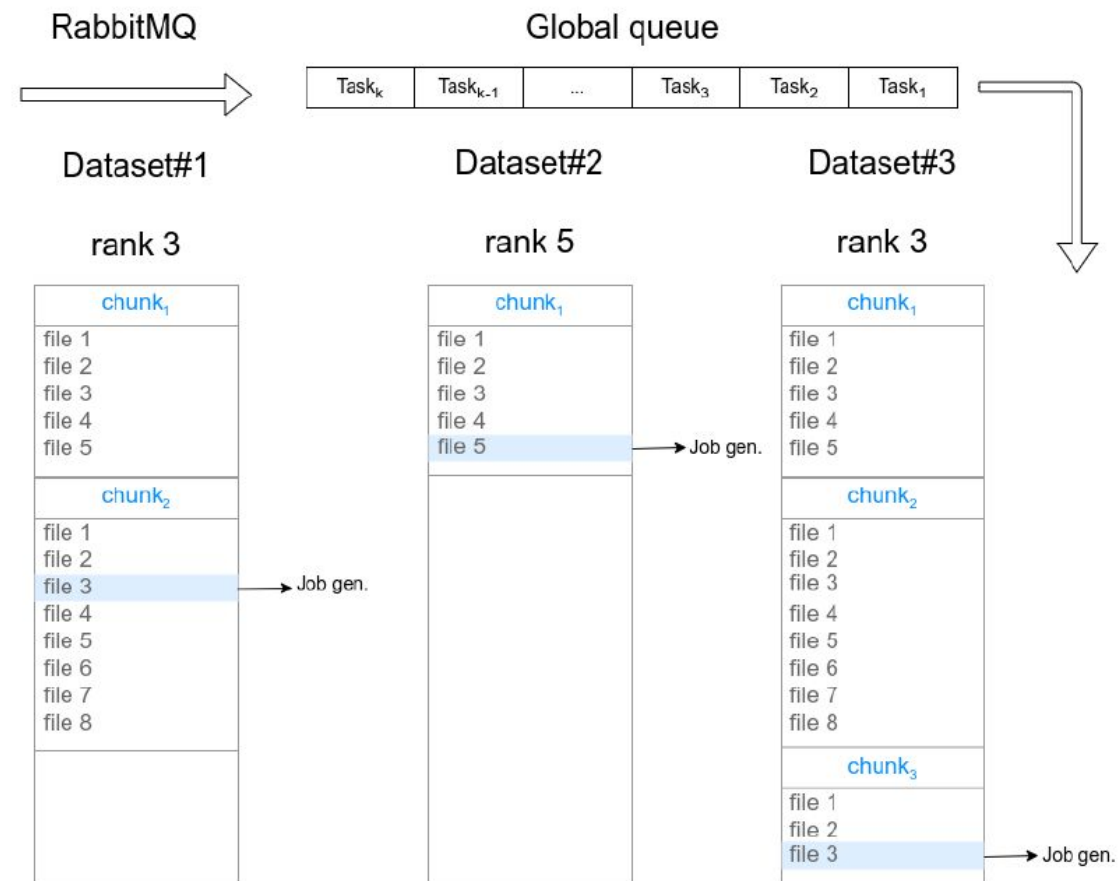 RabbitMQ
Global queue
Taskₖ Taskₖ₋₁ ... Task₃ Task₂ Task₁
Dataset#1
rank 3
chunk₁
file 1
file 2
file 3
file 4
file 5
chunk₂
file 1
file 2
file 3
Job gen.
file 4
file 5
file 6
file 7
file 8
Dataset#2
rank 5
chunk₁
file 1
file 2
file 3
file 4
file 5
Job gen.
Dataset#3
rank 3
chunk₁
file 1
file 2
file 3
file 4
file 5
chunk₂
file 1
file 2
file 3
file 4
file 5
file 6
file 7
file 8
chunk₃
file 1
file 2
file 3
Job gen.